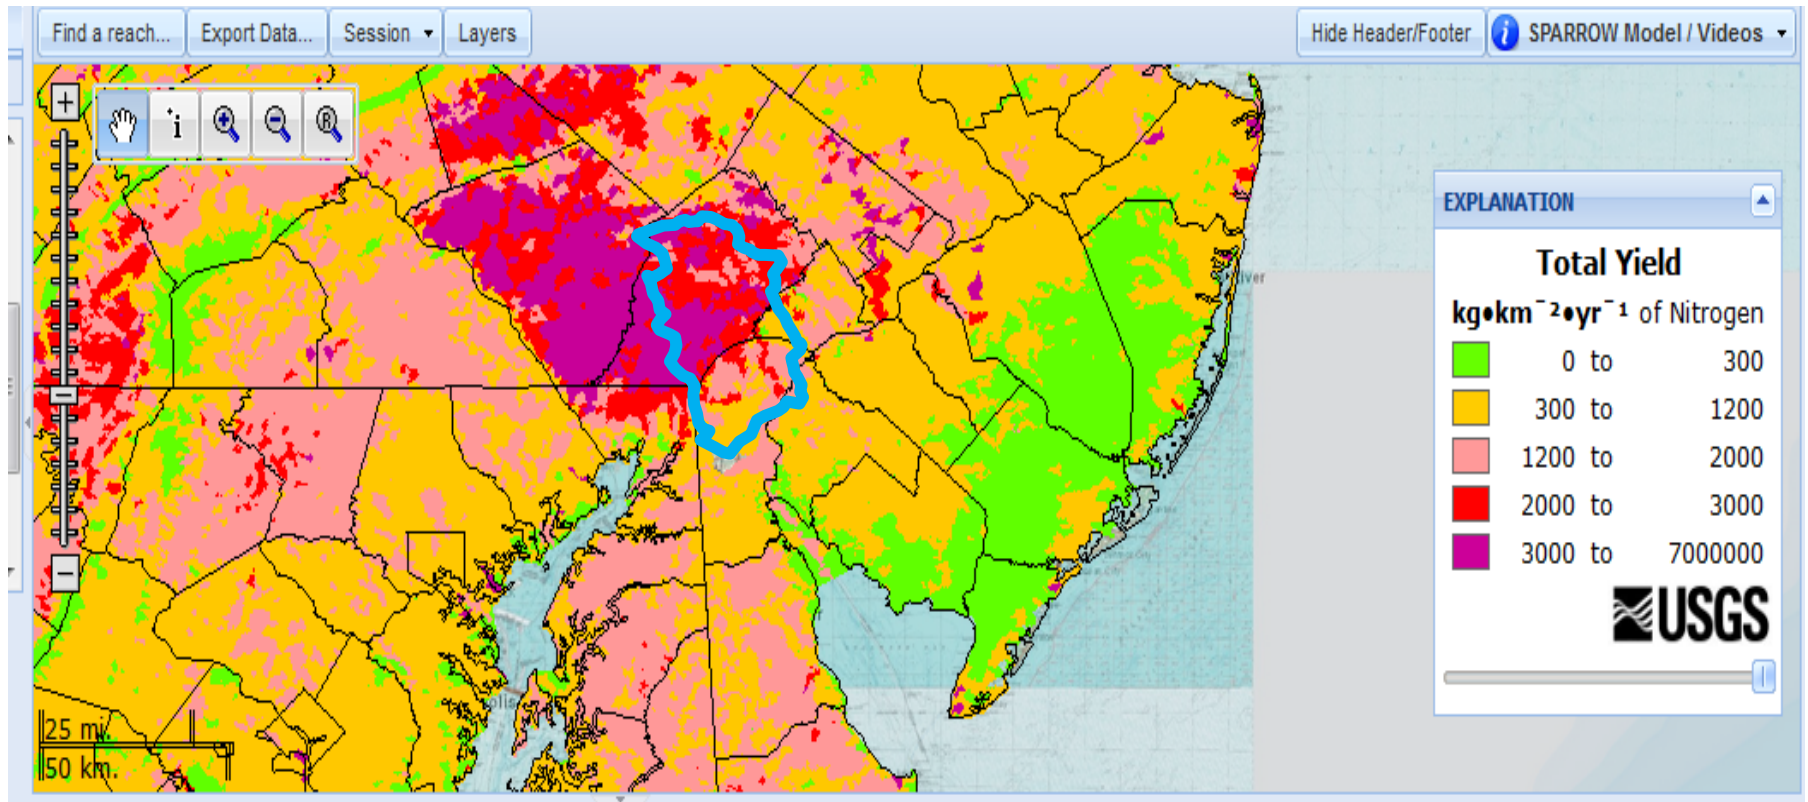 Find a reach...
Export Data...
Session
Layers
Hide Header/Footer
i SPARROW Model / Videos
+
i
R
EXPLANATION
Total Yield
kg•km⁻²•yr⁻¹ of Nitrogen
0 to 300
300 to 1200
1200 to 2000
2000 to 3000
3000 to 7000000
USGS
−
25 mi.
50 km.